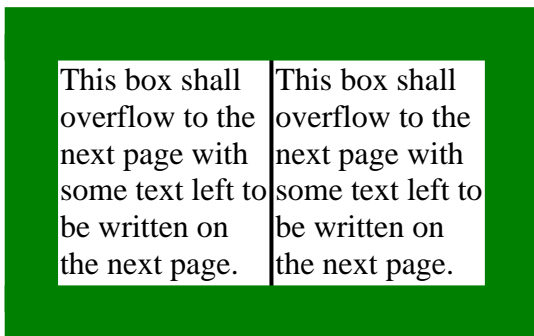 This box shall
overflow to the
next page with
some text left to
be written on
the next page.
This box shall
overflow to the
next page with
some text left to
be written on
the next page.